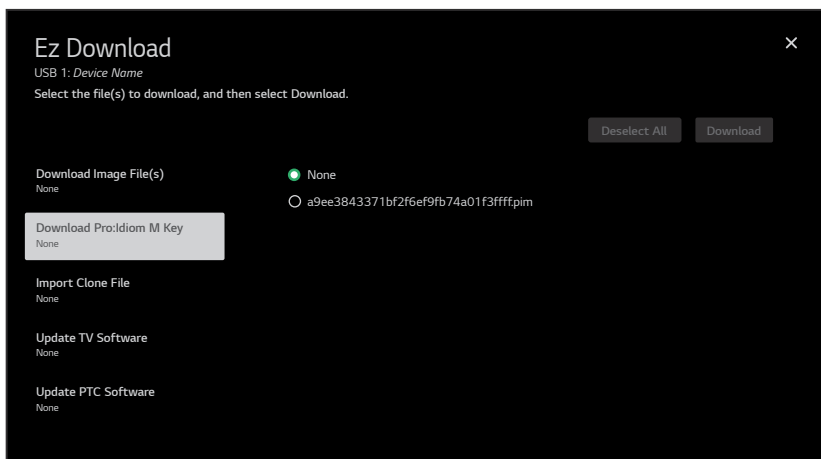 Ez Download
USB 1: Device Name
Select the file(s) to download, and then select Download.
Deselect All
Download
Download Image File(s)
None
Download Pro:Idiom M Key
None
Import Clone File
None
Update TV Software
None
Update PTC Software
None
None
a9ee3843371bf2f6ef9fb74a01f3ffff.pim